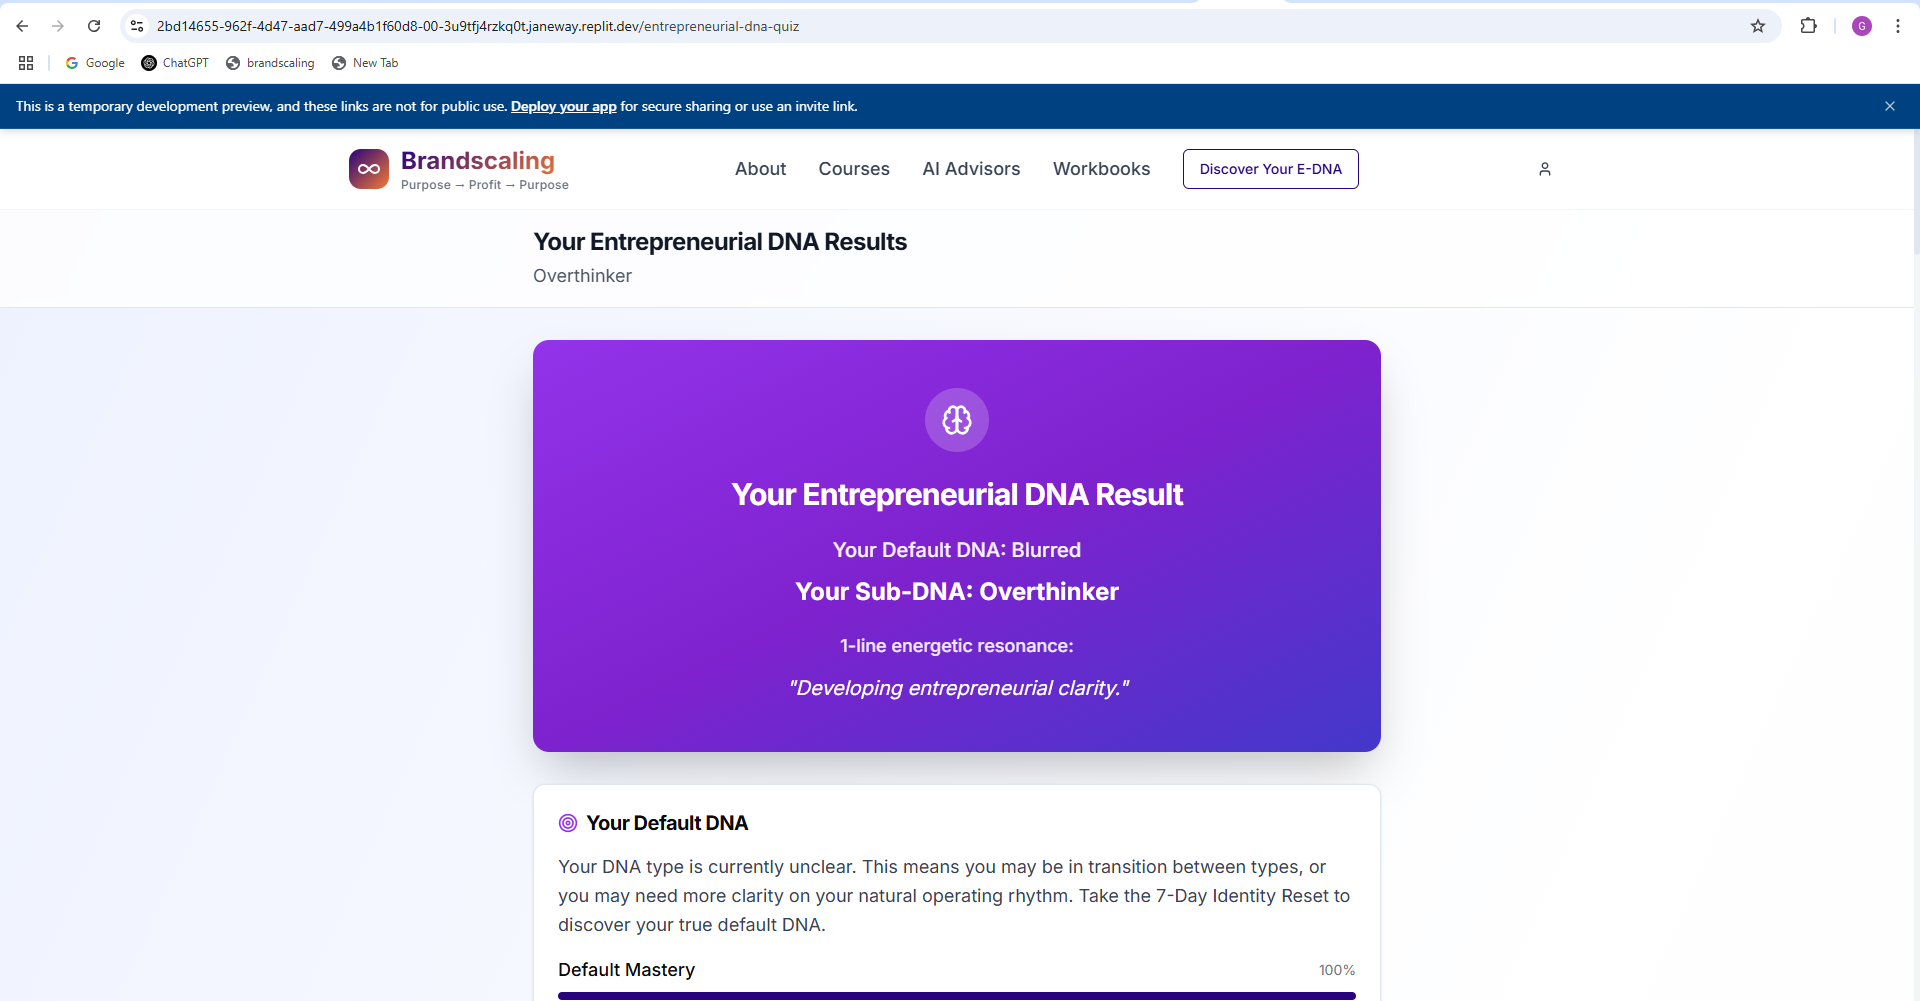 2bd14655-962f-4d47-aad7-499a4b1f60d8-00-3u9tfj4rzkq0t.janeway.replit.dev/entrepreneurial-dna-quiz
G
Google
ChatGPT
brandscaling
New Tab
This is a temporary development preview, and these links are not for public use. Deploy your app for secure sharing or use an invite link.
Brandscaling
Purpose → Profit → Purpose
About
Courses
AI Advisors
Workbooks
Discover Your E-DNA
Your Entrepreneurial DNA Results
Overthinker
Your Entrepreneurial DNA Result
Your Default DNA: Blurred
Your Sub-DNA: Overthinker
1-line energetic resonance:
"Developing entrepreneurial clarity."
Your Default DNA
Your DNA type is currently unclear. This means you may be in transition between types, or
you may need more clarity on your natural operating rhythm. Take the 7-Day Identity Reset to
discover your true default DNA.
Default Mastery
100%